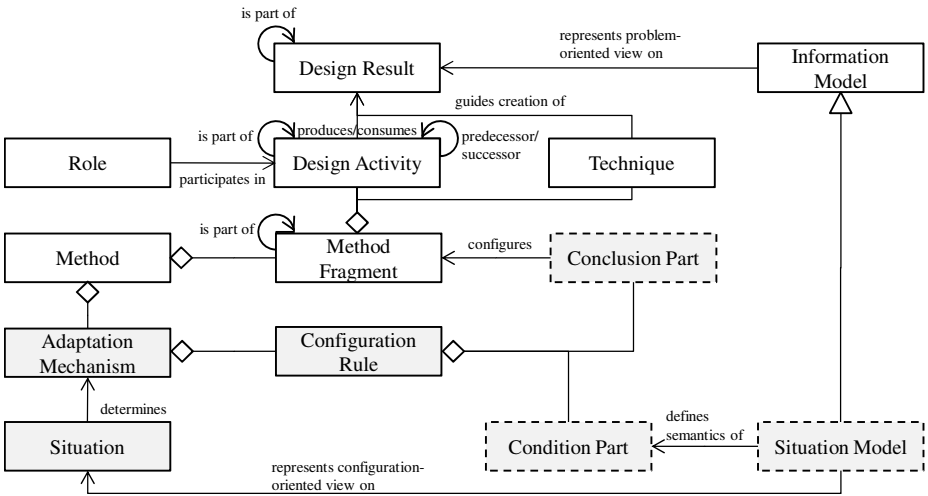 is part of
Design Result
represents problem-
oriented view on
Information
Model
guides creation of
is part of
produces/consumes
predecessor/
successor
Role
participates in
Design Activity
Technique
is part of
Method
Method
Fragment
configures
Conclusion Part
Adaptation
Mechanism
Configuration
Rule
determines
Situation
Condition Part
defines
semantics of
Situation Model
represents configuration-
oriented view on